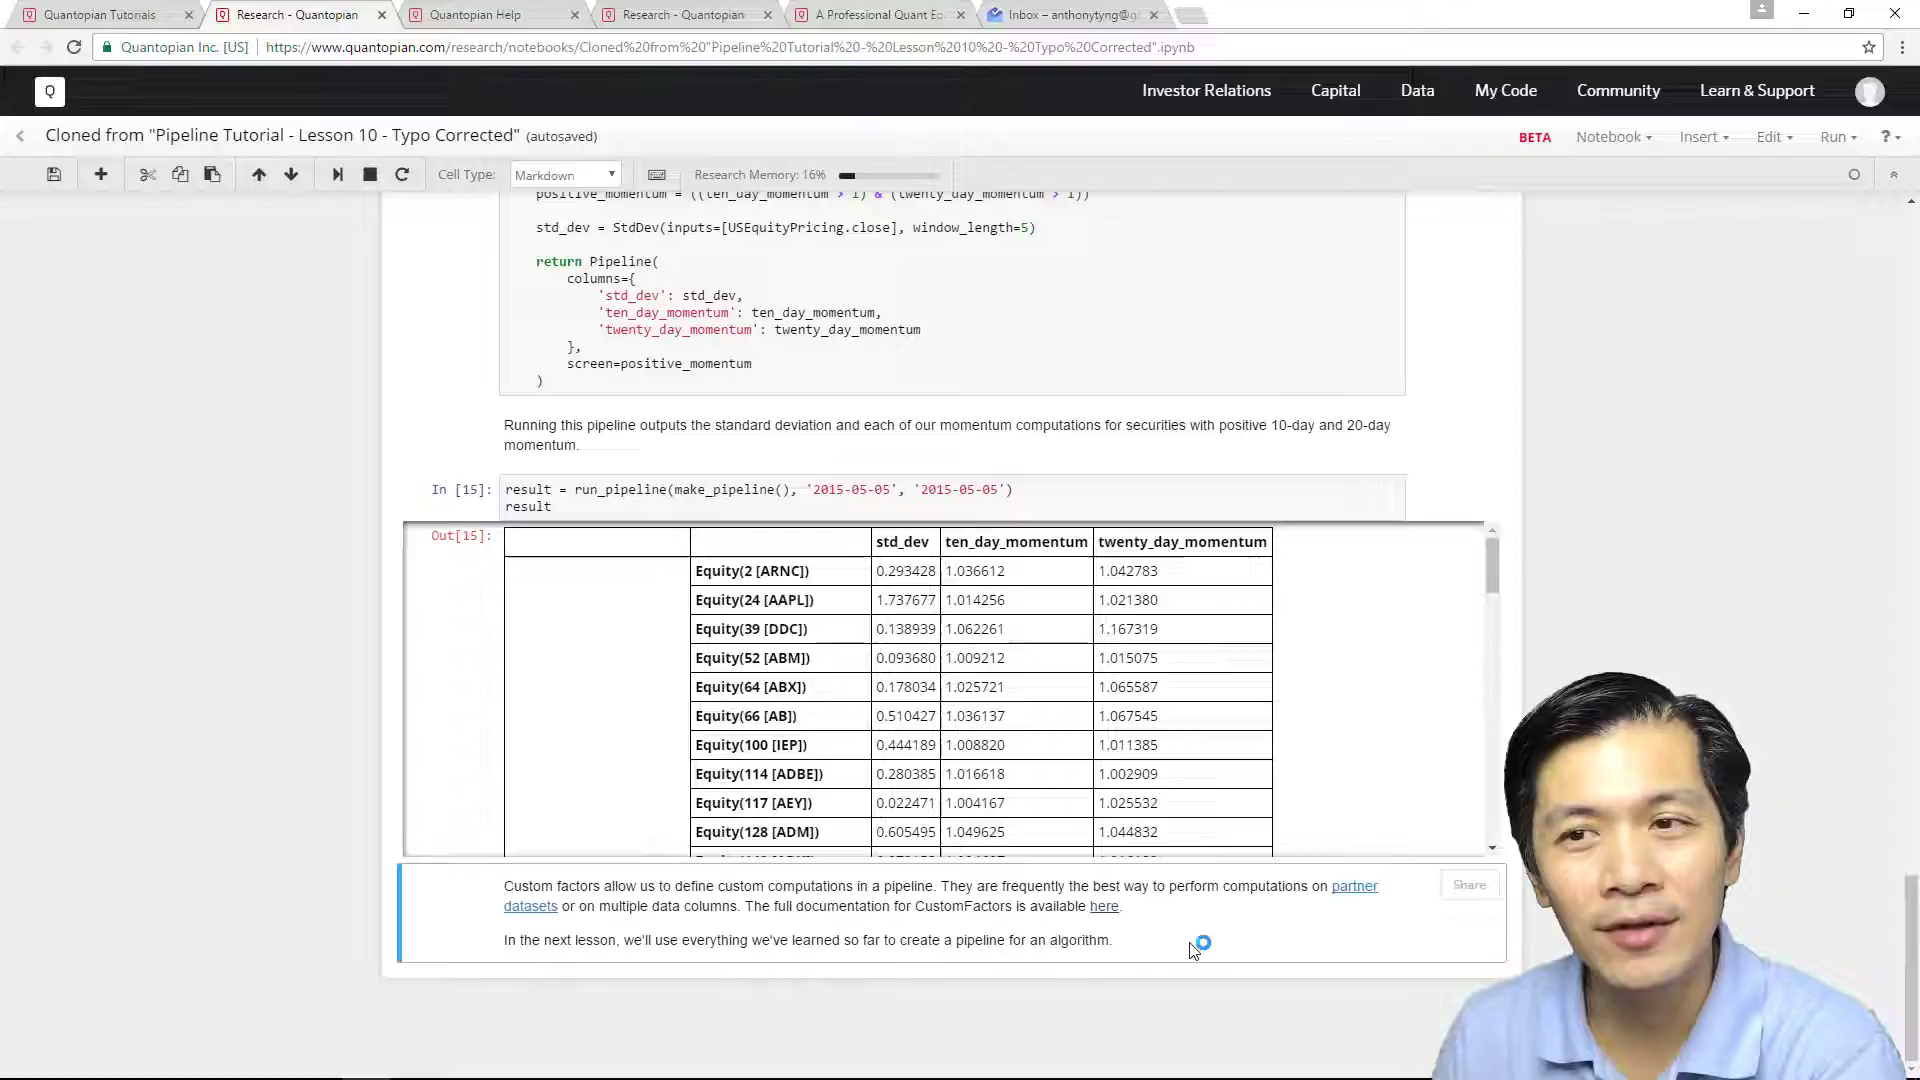 Quantopian Tutorials
Research - Quantopian
Quantopian Help
Research - Quantopian
A Professional Quant Eq
Inbox – anthonytyng@g
Quantopian Inc. [US] https://www.quantopian.com/research/notebooks/Cloned%20from%20"Pipeline%20Tutorial%20-%20Lesson%2010%20-%20Typo%20Corrected".ipynb
Q
Investor Relations Capital Data My Code Community Learn & Support
Cloned from "Pipeline Tutorial - Lesson 10 - Typo Corrected" (autosaved)
BETA Notebook Insert Edit Run ?
Cell Type: Markdown Research Memory: 16%
positive_momentum = ((ten_day_momentum > 1) & (twenty_day_momentum > 1))
std_dev = StdDev(inputs=[USEquityPricing.close], window_length=5)
return Pipeline(
columns={
'std_dev': std_dev,
'ten_day_momentum': ten_day_momentum,
'twenty_day_momentum': twenty_day_momentum
},
screen=positive_momentum
)
Running this pipeline outputs the standard deviation and each of our momentum computations for securities with positive 10-day and 20-day
momentum.
In [15]: result = run_pipeline(make_pipeline(), '2015-05-05', '2015-05-05')
result
Out[15]:
std_dev ten_day_momentum twenty_day_momentum
Equity(2 [ARNC]) 0.293428 1.036612 1.042783
Equity(24 [AAPL]) 1.737677 1.014256 1.021380
Equity(39 [DDC]) 0.138939 1.062261 1.167319
Equity(52 [ABM]) 0.093680 1.009212 1.015075
Equity(64 [ABX]) 0.178034 1.025721 1.065587
Equity(66 [AB]) 0.510427 1.036137 1.067545
Equity(100 [IEP]) 0.444189 1.008820 1.011385
Equity(114 [ADBE]) 0.280385 1.016618 1.002909
Equity(117 [AEY]) 0.022471 1.004167 1.025532
Equity(128 [ADM]) 0.605495 1.049625 1.044832
Custom factors allow us to define custom computations in a pipeline. They are frequently the best way to perform computations on partner
datasets or on multiple data columns. The full documentation for CustomFactors is available here.
Share
In the next lesson, we'll use everything we've learned so far to create a pipeline for an algorithm.